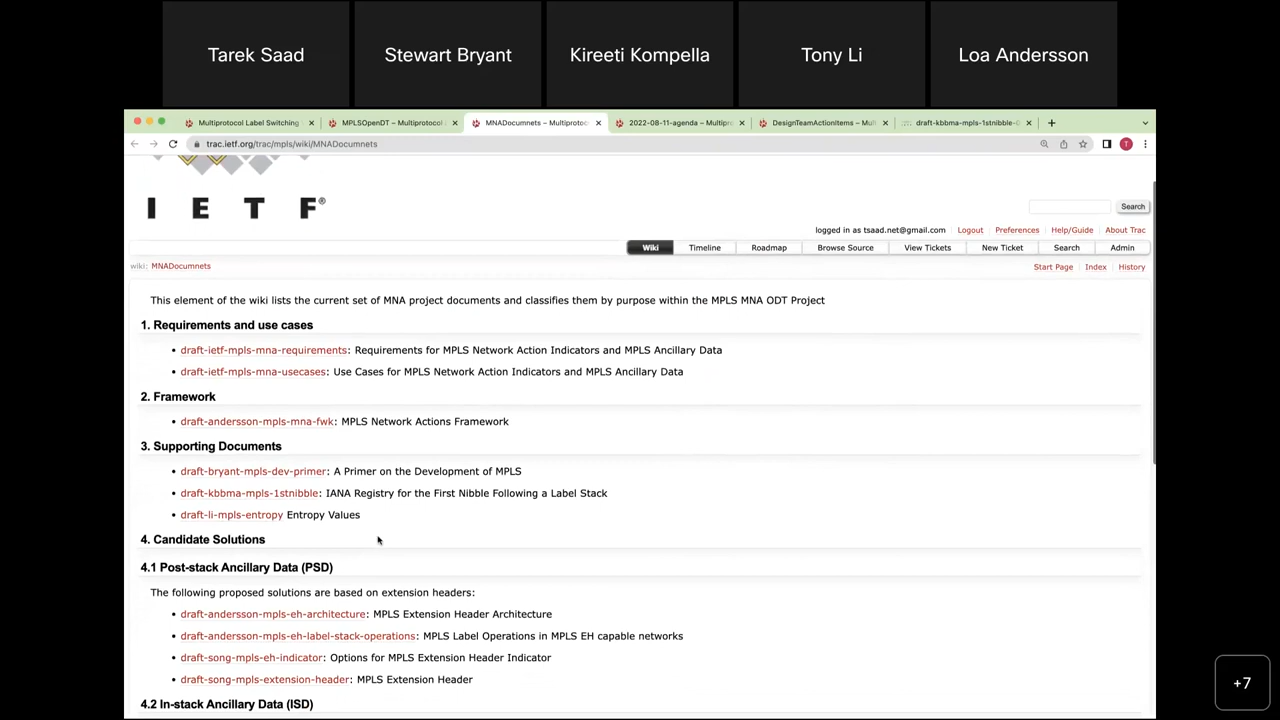 Tarek Saad
Stewart Bryant
Kireeti Kompella
Tony Li
Loa Andersson
Multiprotocol Label Switching
MPLSOpenDT – Multiprotocol
MNADocumnets – Multiprotoc
2022-08-11-agenda – Multipr
DesignTeamActionItems – Mult
draft-kbbma-mpls-1stnibble-0
trac.ietf.org/trac/mpls/wiki/MNADocumnets
T
I E T F®
Search
logged in as tsaad.net@gmail.com Logout Preferences Help/Guide About Trac
Wiki Timeline Roadmap Browse Source View Tickets New Ticket Search Admin
wiki: MNADocumnets
Start Page Index History
This element of the wiki lists the current set of MNA project documents and classifies them by purpose within the MPLS MNA ODT Project
1. Requirements and use cases
• draft-ietf-mpls-mna-requirements: Requirements for MPLS Network Action Indicators and MPLS Ancillary Data
• draft-ietf-mpls-mna-usecases: Use Cases for MPLS Network Action Indicators and MPLS Ancillary Data
2. Framework
• draft-andersson-mpls-mna-fwk: MPLS Network Actions Framework
3. Supporting Documents
• draft-bryant-mpls-dev-primer: A Primer on the Development of MPLS
• draft-kbbma-mpls-1stnibble: IANA Registry for the First Nibble Following a Label Stack
• draft-li-mpls-entropy Entropy Values
4. Candidate Solutions
4.1 Post-stack Ancillary Data (PSD)
The following proposed solutions are based on extension headers:
• draft-andersson-mpls-eh-architecture: MPLS Extension Header Architecture
• draft-andersson-mpls-eh-label-stack-operations: MPLS Label Operations in MPLS EH capable networks
• draft-song-mpls-eh-indicator: Options for MPLS Extension Header Indicator
• draft-song-mpls-extension-header: MPLS Extension Header
4.2 In-stack Ancillary Data (ISD)
+7